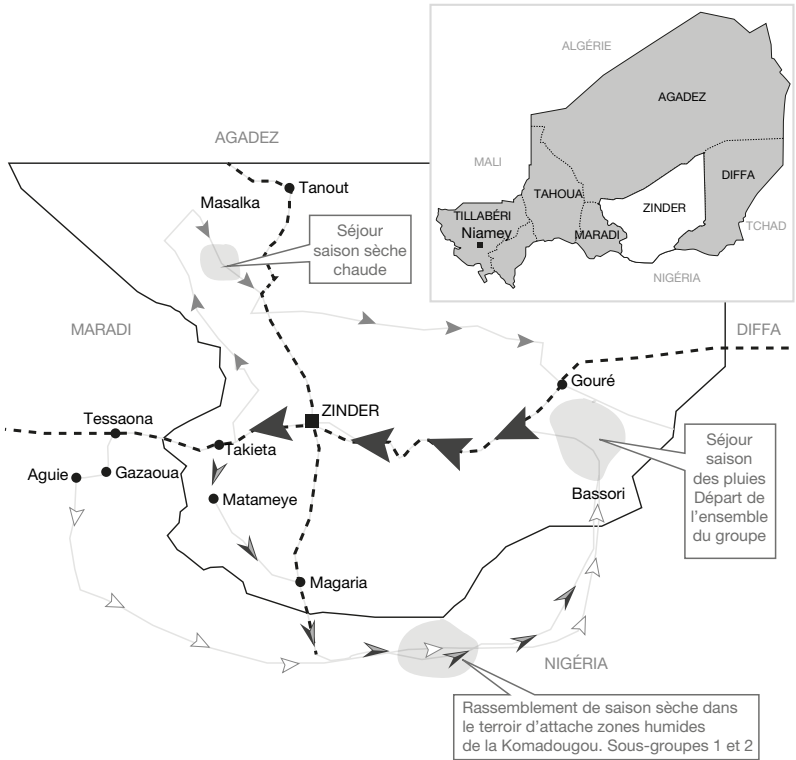 ALGÉRIE
AGADEZ
MALI
DIFFA
TAHOUA
ZINDER
TILLABÉRI
Niamey
MARADI
TCHAD
NIGÉRIA
AGADEZ
Tanout
Masalka
Séjour
saison sèche
chaude
MARADI
DIFFA
Gouré
ZINDER
Tessaona
Takieta
Aguie
Gazaoua
Matameye
Bassori
Séjour
saison
des pluies
Départ de
l'ensemble
du groupe
Magaria
NIGÉRIA
Rassemblement de saison sèche dans
le terroir d'attache zones humides
de la Komadougou. Sous-groupes 1 et 2